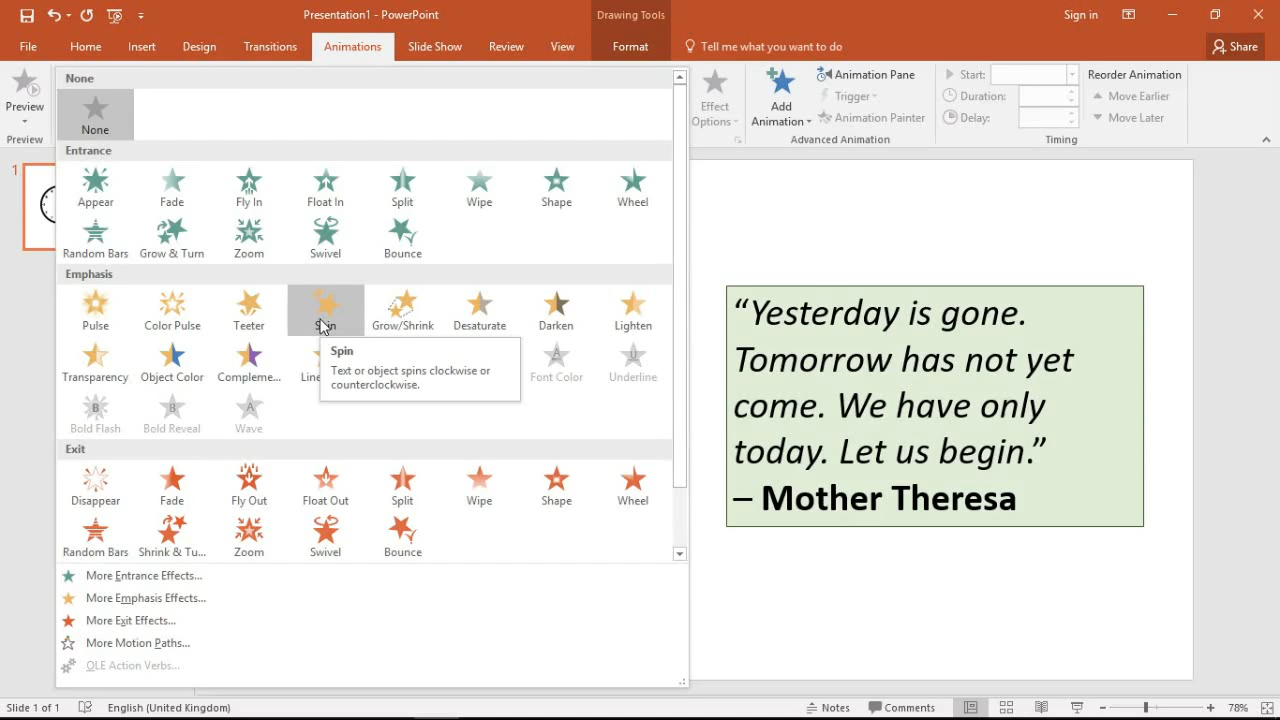 Presentation1 - PowerPoint
Drawing Tools
Sign in
File
Home
Insert
Design
Transitions
Animations
Slide Show
Review
View
Format
Tell me what you want to do
Share
Preview
Preview
Effect
Options
Add
Animation
Animation Pane
Trigger
Animation Painter
Advanced Animation
Start:
Duration:
Delay:
Reorder Animation
Move Earlier
Move Later
Timing
None
None
Entrance
Appear
Fade
Fly In
Float In
Split
Wipe
Shape
Wheel
Random Bars
Grow & Turn
Zoom
Swivel
Bounce
Emphasis
Pulse
Color Pulse
Teeter
Spin
Grow/Shrink
Desaturate
Darken
Lighten
Transparency
Object Color
Compleme...
Line
Font Color
Underline
Spin
Text or object spins clockwise or
counterclockwise.
Bold Flash
Bold Reveal
Wave
Exit
Disappear
Fade
Fly Out
Float Out
Split
Wipe
Shape
Wheel
Random Bars
Shrink & Tu...
Zoom
Swivel
Bounce
More Entrance Effects...
More Emphasis Effects...
More Exit Effects...
More Motion Paths...
OLE Action Verbs...
1
“Yesterday is gone.
Tomorrow has not yet
come. We have only
today. Let us begin.”
– Mother Theresa
Slide 1 of 1
English (United Kingdom)
Notes
Comments
78%